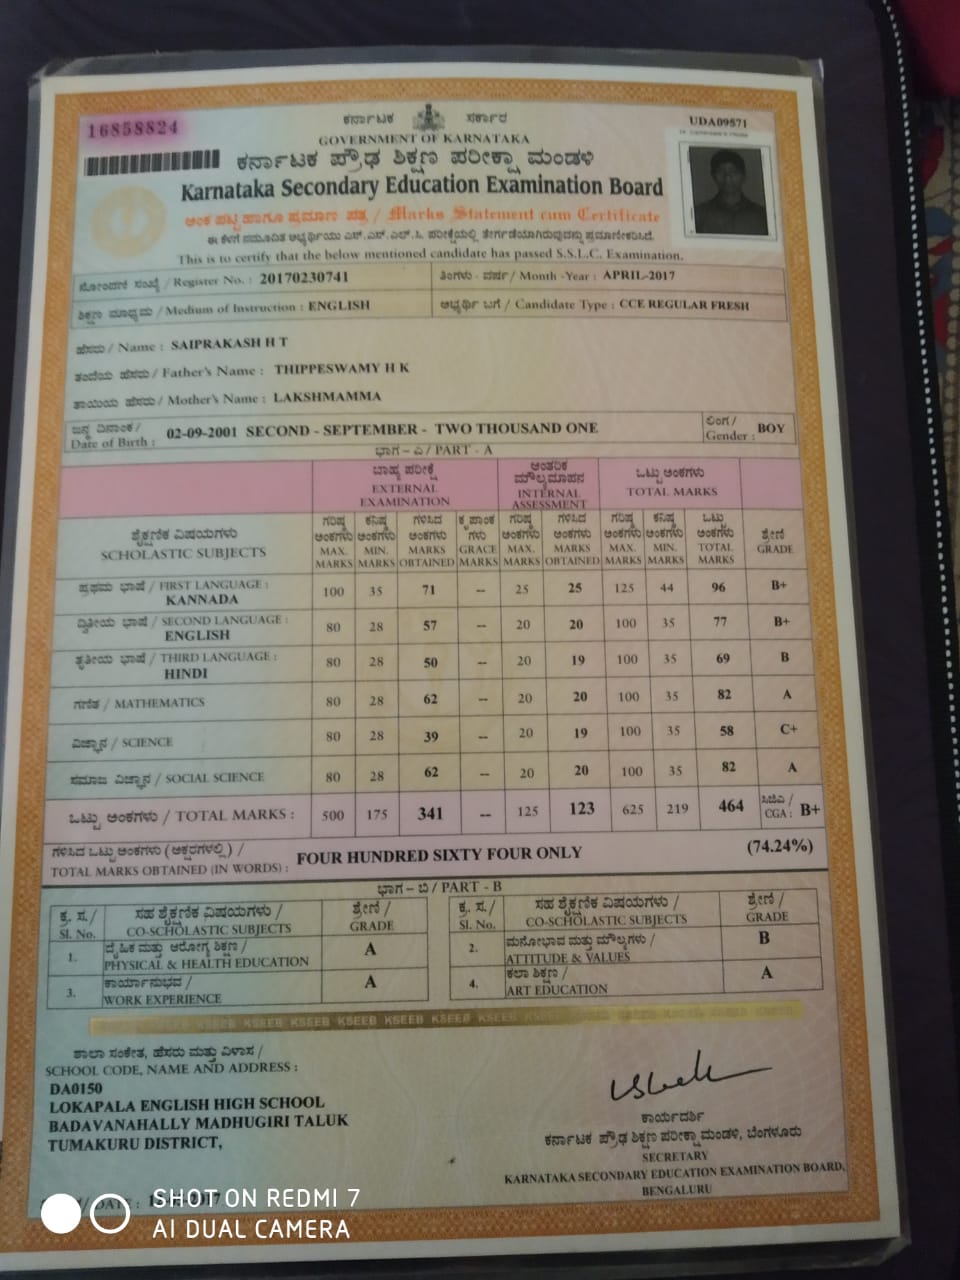 16858824
ಕರ್ನಾಟಕ ಸರ್ಕಾರ
UDA09571
GOVERNMENT OF KARNATAKA
ಕರ್ನಾಟಕ ಪ್ರೌಢ ಶಿಕ್ಷಣ ಪರೀಕ್ಷಾ ಮಂಡಳಿ
Karnataka Secondary Education Examination Board
ಅಂಕ ಪಟ್ಟಿ ಹಾಗೂ ಪ್ರಮಾಣ ಪತ್ರ / Marks Statement cum Certificate
ಈ ಕೆಳಗೆ ನಮೂದಿತ ಅಭ್ಯರ್ಥಿಯು ಎಸ್.ಎಸ್.ಎಲ್.ಸಿ. ಪರೀಕ್ಷೆಯಲ್ಲಿ ತೇರ್ಗಡೆಯಾಗಿರುವುದನ್ನು ಪ್ರಮಾಣೀಕರಿಸಿದೆ.
This is to certify that the below mentioned candidate has passed S.S.L.C. Examination.
ನೋಂದಣಿ ಸಂಖ್ಯೆ / Register No. : 20170230741 ತಿಂಗಳು - ವರ್ಷ / Month -Year : APRIL-2017
ಶಿಕ್ಷಣ ಮಾಧ್ಯಮ / Medium of Instruction : ENGLISH ಅಭ್ಯರ್ಥಿ ಬಗೆ / Candidate Type : CCE REGULAR FRESH
ಹೆಸರು / Name : SAIPRAKASH H T
ತಂದೆಯ ಹೆಸರು / Father's Name : THIPPESWAMY H K
ತಾಯಿಯ ಹೆಸರು / Mother's Name : LAKSHMAMMA
ಜನ್ಮ ದಿನಾಂಕ / Date of Birth : 02-09-2001 SECOND - SEPTEMBER - TWO THOUSAND ONE ಲಿಂಗ / Gender : BOY
ಭಾಗ - ಎ / PART - A
ಬಾಹ್ಯ ಪರೀಕ್ಷೆ EXTERNAL EXAMINATION ಆಂತರಿಕ ಮೌಲ್ಯಮಾಪನ INTERNAL ASSESSMENT ಒಟ್ಟು ಅಂಕಗಳು TOTAL MARKS
ಶೈಕ್ಷಣಿಕ ವಿಷಯಗಳು ಗರಿಷ್ಠ ಅಂಕಗಳು ಕನಿಷ್ಠ ಅಂಕಗಳು ಗಳಿಸಿದ ಅಂಕಗಳು ಕೃಪಾಂಕ ಗಳು ಗರಿಷ್ಠ ಅಂಕಗಳು ಗಳಿಸಿದ ಅಂಕಗಳು ಗರಿಷ್ಠ ಅಂಕಗಳು ಕನಿಷ್ಠ ಅಂಕಗಳು ಒಟ್ಟು ಅಂಕಗಳು ಶ್ರೇಣಿ
SCHOLASTIC SUBJECTS MAX. MARKS MIN. MARKS MARKS OBTAINED GRACE MARKS MAX. MARKS MARKS OBTAINED MAX. MARKS MIN. MARKS TOTAL MARKS GRADE
ಪ್ರಥಮ ಭಾಷೆ / FIRST LANGUAGE :
KANNADA 100 35 71 -- 25 25 125 44 96 B+
ದ್ವಿತೀಯ ಭಾಷೆ / SECOND LANGUAGE :
ENGLISH 80 28 57 -- 20 20 100 35 77 B+
ತೃತೀಯ ಭಾಷೆ / THIRD LANGUAGE :
HINDI 80 28 50 -- 20 19 100 35 69 B
ಗಣಿತ / MATHEMATICS 80 28 62 -- 20 20 100 35 82 A
ವಿಜ್ಞಾನ / SCIENCE 80 28 39 -- 20 19 100 35 58 C+
ಸಮಾಜ ವಿಜ್ಞಾನ / SOCIAL SCIENCE 80 28 62 -- 20 20 100 35 82 A
ಒಟ್ಟು ಅಂಕಗಳು / TOTAL MARKS : 500 175 341 -- 125 123 625 219 464 ಸಿಜಿಎ / CGA : B+
ಗಳಿಸಿದ ಒಟ್ಟು ಅಂಕಗಳು (ಅಕ್ಷರಗಳಲ್ಲಿ) /
TOTAL MARKS OBTAINED (IN WORDS) : FOUR HUNDRED SIXTY FOUR ONLY (74.24%)
ಭಾಗ - ಬಿ / PART - B
ಕ್ರ. ಸ. / ಸಹ ಶೈಕ್ಷಣಿಕ ವಿಷಯಗಳು / ಶ್ರೇಣಿ / ಕ್ರ. ಸ. / ಸಹ ಶೈಕ್ಷಣಿಕ ವಿಷಯಗಳು / ಶ್ರೇಣಿ /
Sl. No. CO-SCHOLASTIC SUBJECTS GRADE Sl. No. CO-SCHOLASTIC SUBJECTS GRADE
1. ದೈಹಿಕ ಮತ್ತು ಆರೋಗ್ಯ ಶಿಕ್ಷಣ / PHYSICAL & HEALTH EDUCATION A 2. ಮನೋಭಾವ ಮತ್ತು ಮೌಲ್ಯಗಳು / ATTITUDE & VALUES B
3. ಕಾರ್ಯಾನುಭವ / WORK EXPERIENCE A 4. ಕಲಾ ಶಿಕ್ಷಣ / ART EDUCATION A
KSEEB KSEEB KSEEB KSEEB KSEEB KSEEB KSEEB
ಶಾಲಾ ಸಂಕೇತ, ಹೆಸರು ಮತ್ತು ವಿಳಾಸ /
SCHOOL CODE, NAME AND ADDRESS :
DA0150
LOKAPALA ENGLISH HIGH SCHOOL
BADAVANAHALLY MADHUGIRI TALUK
TUMAKURU DISTRICT,
ಕಾರ್ಯದರ್ಶಿ
ಕರ್ನಾಟಕ ಪ್ರೌಢ ಶಿಕ್ಷಣ ಪರೀಕ್ಷಾ ಮಂಡಳಿ, ಬೆಂಗಳೂರು
SECRETARY
KARNATAKA SECONDARY EDUCATION EXAMINATION BOARD,
BENGALURU
DATE :
SHOT ON REDMI 7
AI DUAL CAMERA